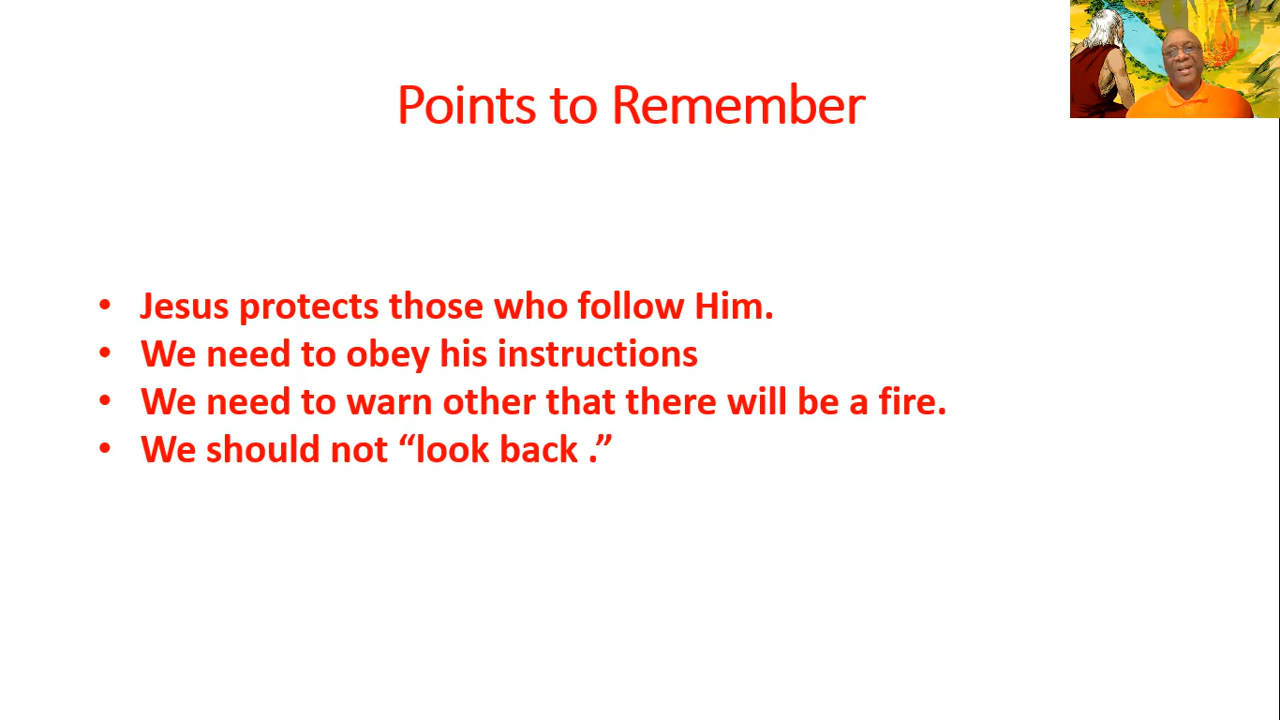 Points to Remember
• Jesus protects those who follow Him.
• We need to obey his instructions
• We need to warn other that there will be a fire.
• We should not “look back .”